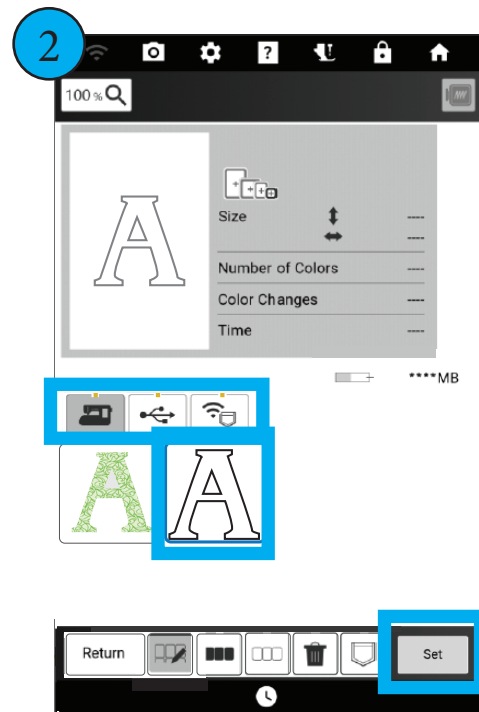 2
?
100 %
A
Size ----
----
Number of Colors ----
Color Changes ----
Time ----
****MB
A A
Return Set